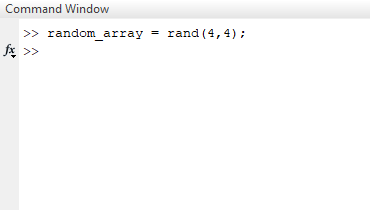 Command Window
>> random_array = rand(4,4);
fx >>